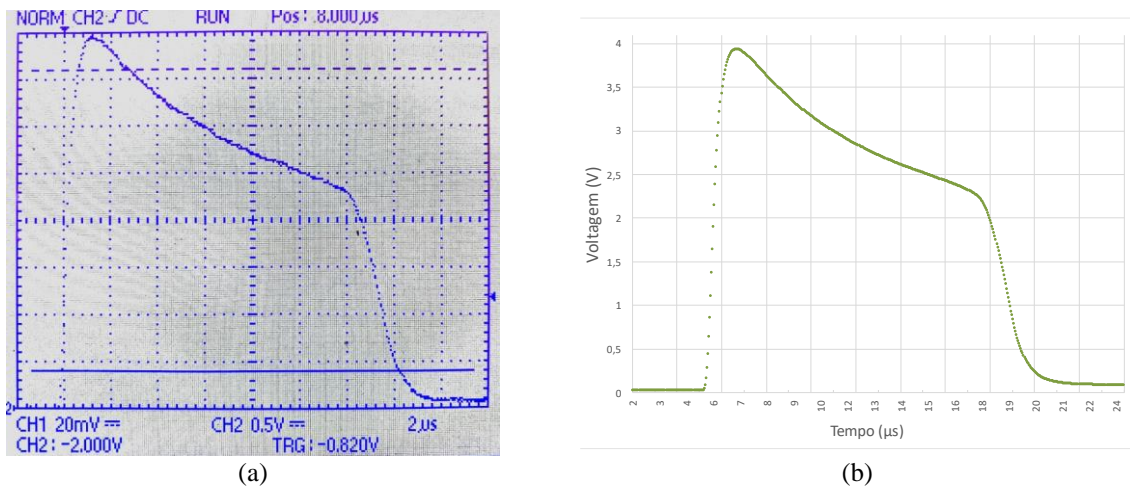 NORM CH2 DC RUN Pos: 8.000µs
2
CH1 20mV CH2 0.5V 2µs
CH2: -2.000V TRG: -0.820V
(a)
Voltagem (V)
4
3,5
3
2,5
2
1,5
1
0,5
0
2 3 4 5 6 7 8 9 10 11 12 13 14 15 16 17 18 19 20 21 22 24
Tempo (µs)
(b)